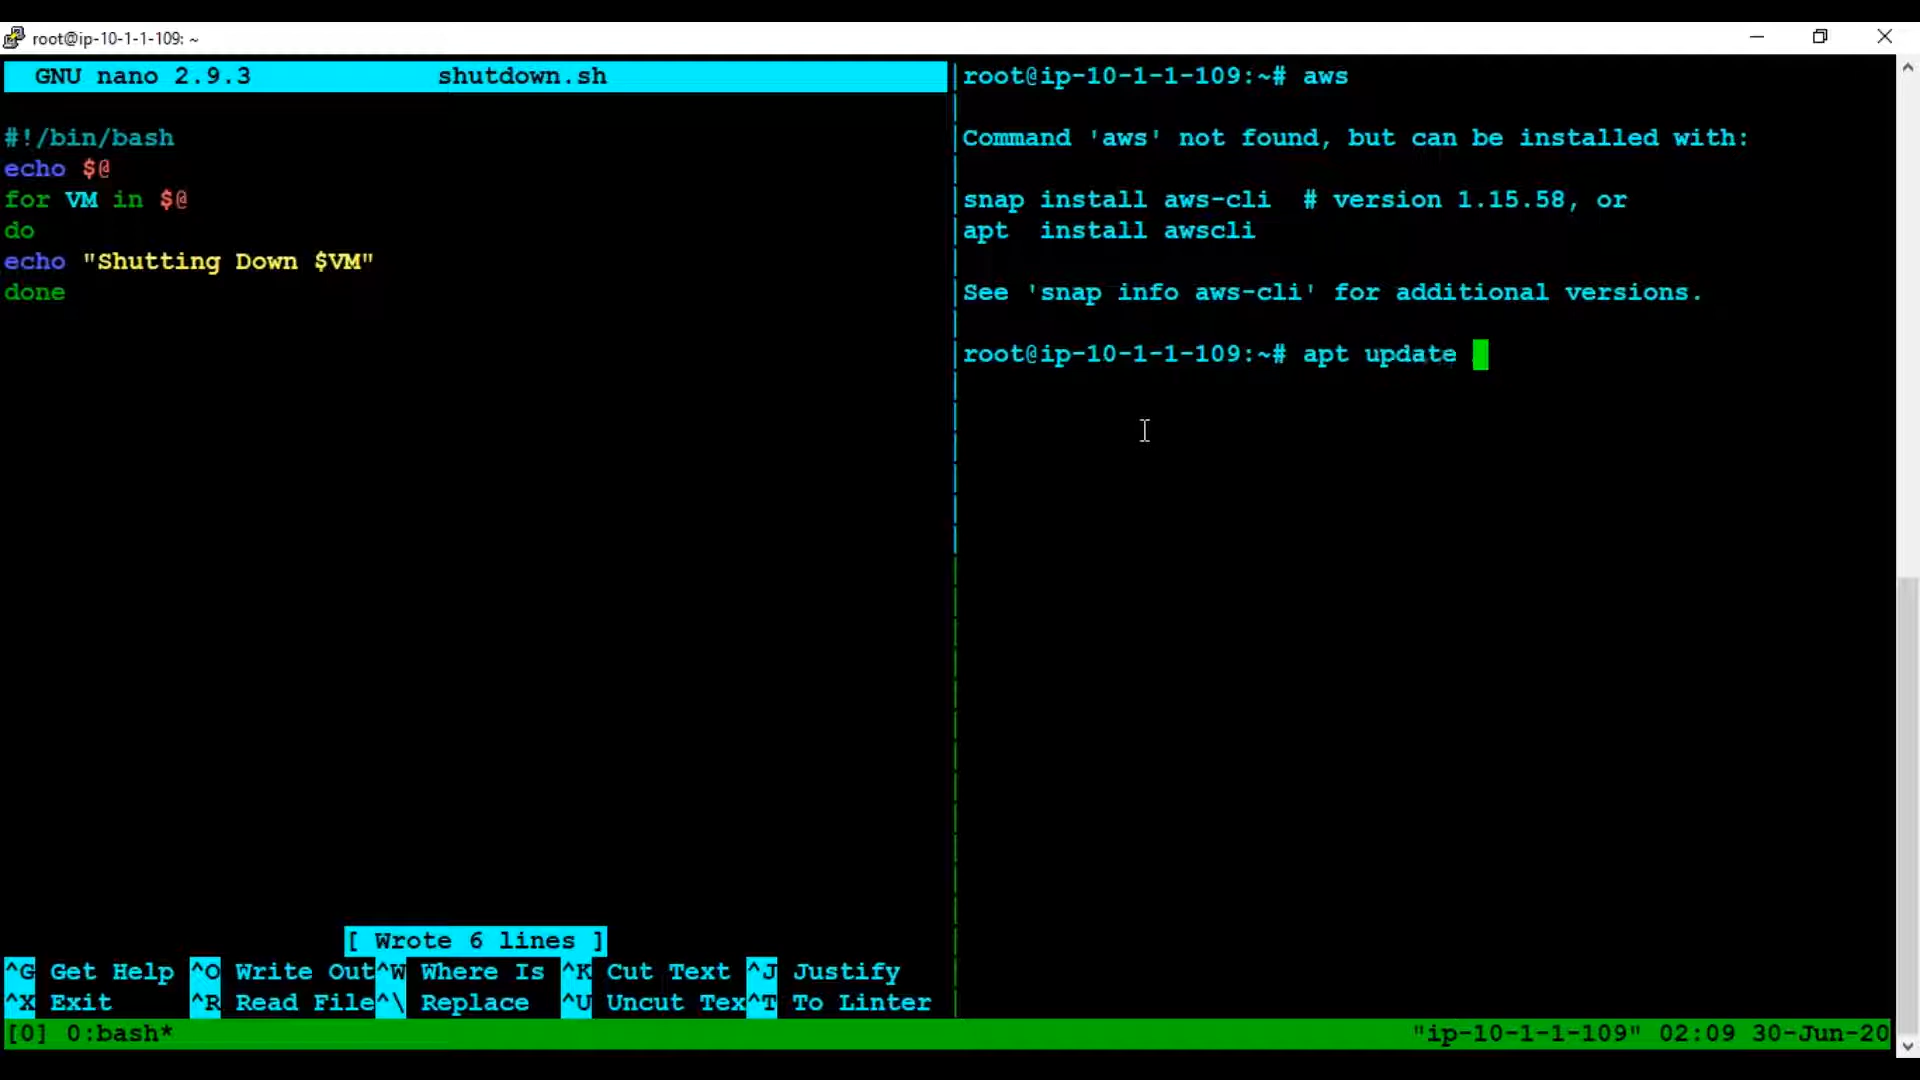 root@ip-10-1-1-109: ~
GNU nano 2.9.3 shutdown.sh
#!/bin/bash
echo $@
for VM in $@
do
echo "Shutting Down $VM"
done
[ Wrote 6 lines ]
^G Get Help ^O Write Out^W Where Is ^K Cut Text ^J Justify
^X Exit ^R Read File^\ Replace ^U Uncut Tex^T To Linter
root@ip-10-1-1-109:~# aws
Command 'aws' not found, but can be installed with:
snap install aws-cli # version 1.15.58, or
apt install awscli
See 'snap info aws-cli' for additional versions.
root@ip-10-1-1-109:~# apt update
[0] 0:bash* "ip-10-1-1-109" 02:09 30-Jun-20